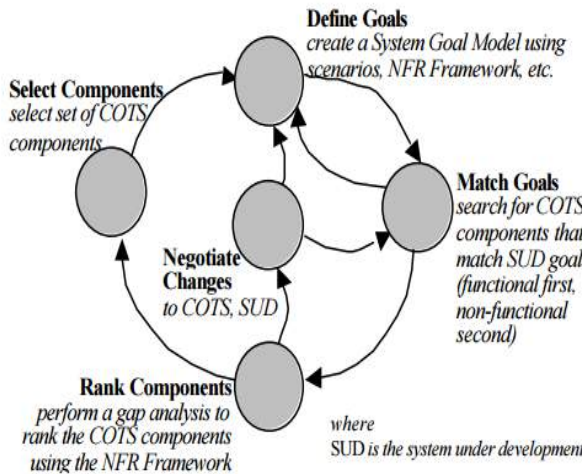 Define Goals
create a System Goal Model using
scenarios, NFR Framework, etc.
Select Components
select set of COTS
components
Match Goals
search for COTS
components that
match SUD goal
(functional first,
non-functional
second)
Negotiate
Changes
to COTS, SUD
Rank Components
perform a gap analysis to
rank the COTS components
using the NFR Framework
where
SUD is the system under development